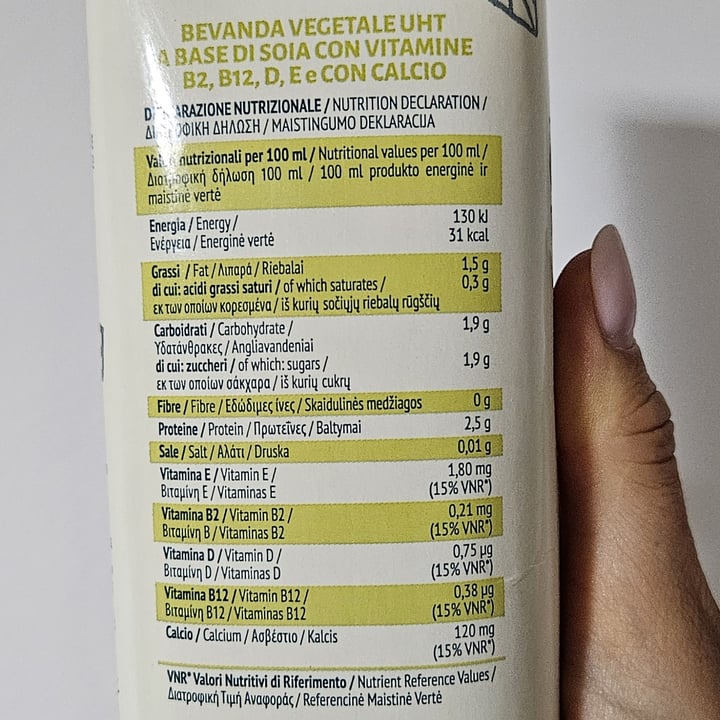 BEVANDA VEGETALE UHT
A BASE DI SOIA CON VITAMINE
B2, B12, D, E e CON CALCIO
NUTRIZIONALE / NUTRITION DECLARATION /
ΔΗΛΩΣΗ / MAISTINGUMO DEKLARACIJA
nutrizionali per 100 ml / Nutritional values per 100 ml /
Διατροφική δήλωση 100 ml / 100 ml produkto energinė ir
maistinė vertė
Energia / Energy / 130 kJ
Ενέργεια / Energinė vertė 31 kcal
Grassi / Fat / Λιπαρά / Riebalai 1,5 g
di cui: acidi grassi saturi / of which saturates / 0,3 g
εκ των οποίων κορεσμένα / iš kurių sočiųjų riebalų rūgščių
Carboidrati / Carbohydrate / 1,9 g
Υδατάνθρακες / Angliavandeniai
di cui: zuccheri / of which: sugars / 1,9 g
εκ των οποίων σάκχαρα / iš kurių cukrų
Fibre / Fibre / Εδώδιμες ίνες / Skaidulinės medžiagos 0 g
Proteine / Protein / Πρωτεΐνες / Baltymai 2,5 g
Sale / Salt / Αλάτι / Druska 0,01 g
Vitamina E / Vitamin E / 1,80 mg
Βιταμίνη E / Vitaminas E (15% VNR*)
Vitamina B2 / Vitamin B2 / 0,21 mg
Βιταμίνη B / Vitaminas B2 (15% VNR*)
Vitamina D / Vitamin D / 0,75 µg
Βιταμίνη D / Vitaminas D (15% VNR*)
Vitamina B12 / Vitamin B12 / 0,38 µg
Βιταμίνη B12 / Vitaminas B12 (15% VNR*)
Calcio / Calcium / Ασβέστιο / Kalcis 120 mg
(15% VNR*)
VNR* Valori Nutritivi di Riferimento / Nutrient Reference Values /
Διατροφική Τιμή Αναφοράς / Referencinė Maistinė Vertė